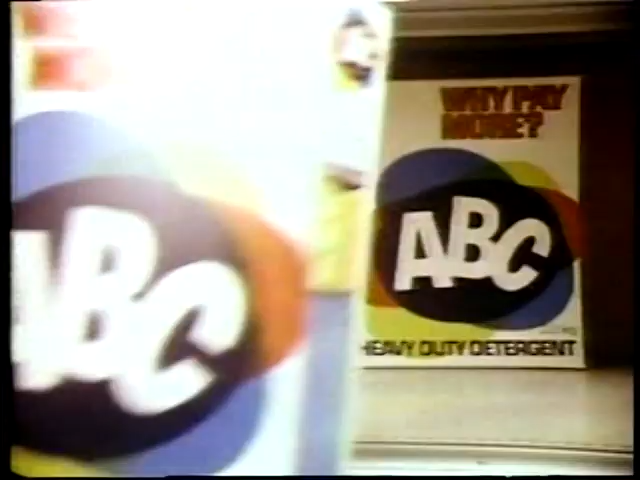 ABC
WHY PAY
MORE?
ABC
HEAVY DUTY DETERGENT